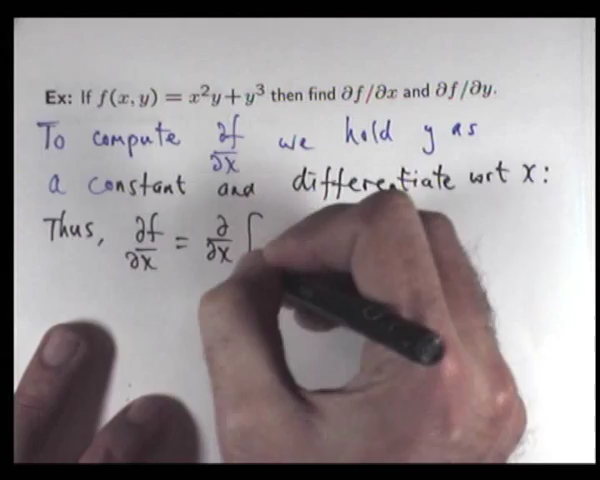 Ex: If f(x, y) = x²y + y³ then find ∂f/∂x and ∂f/∂y.
To compute ∂f/∂x we hold y as
a constant and differentiate wrt x:
Thus, ∂f/∂x = ∂/∂x [